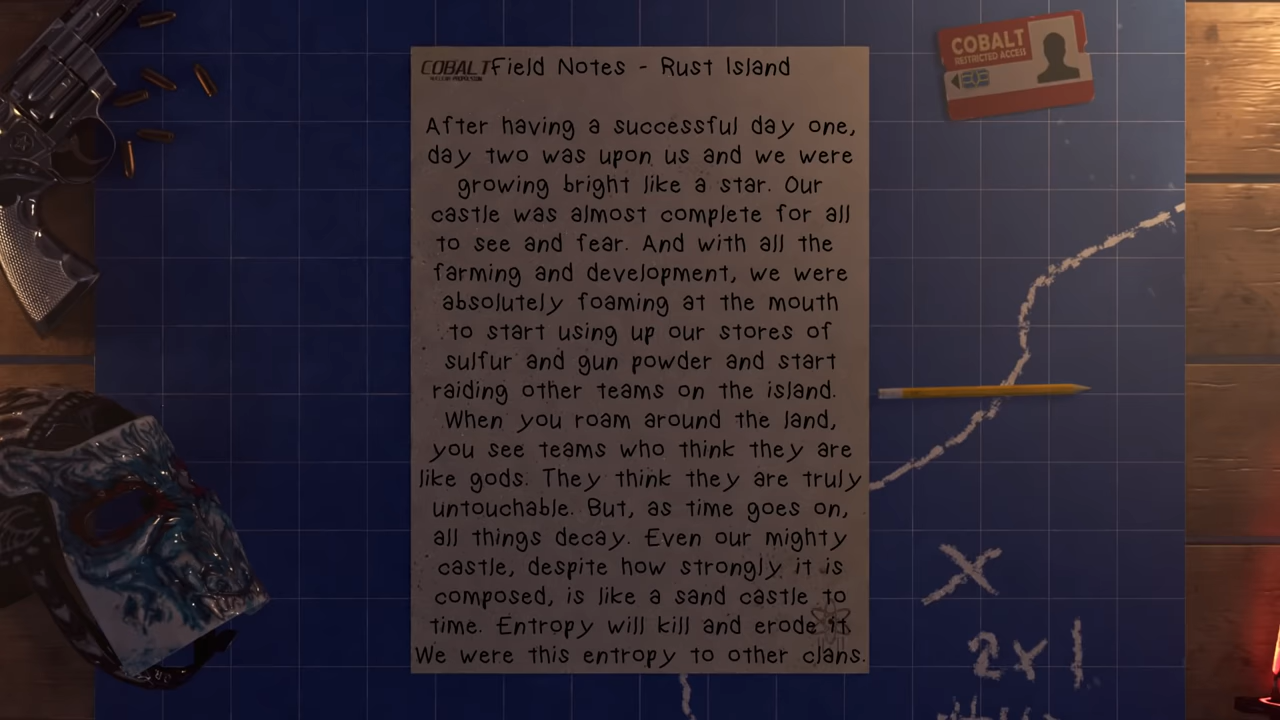 COBALT
Field Notes - Rust Island
After having a successful day one,
day two was upon us and we were
growing bright like a star. Our
castle was almost complete for all
to see and fear. And with all the
farming and development, we were
absolutely foaming at the mouth
to start using up our stores of
sulfur and gun powder and start
raiding other teams on the island.
When you roam around the land,
you see teams who think they are
like gods. They think they are truly
untouchable. But, as time goes on,
all things decay. Even our mighty
castle, despite how strongly it is
composed, is like a sand castle to
time. Entropy will kill and erode it.
We were this entropy to other clans.
COBALT
RESTRICTED ACCESS
X
2x1